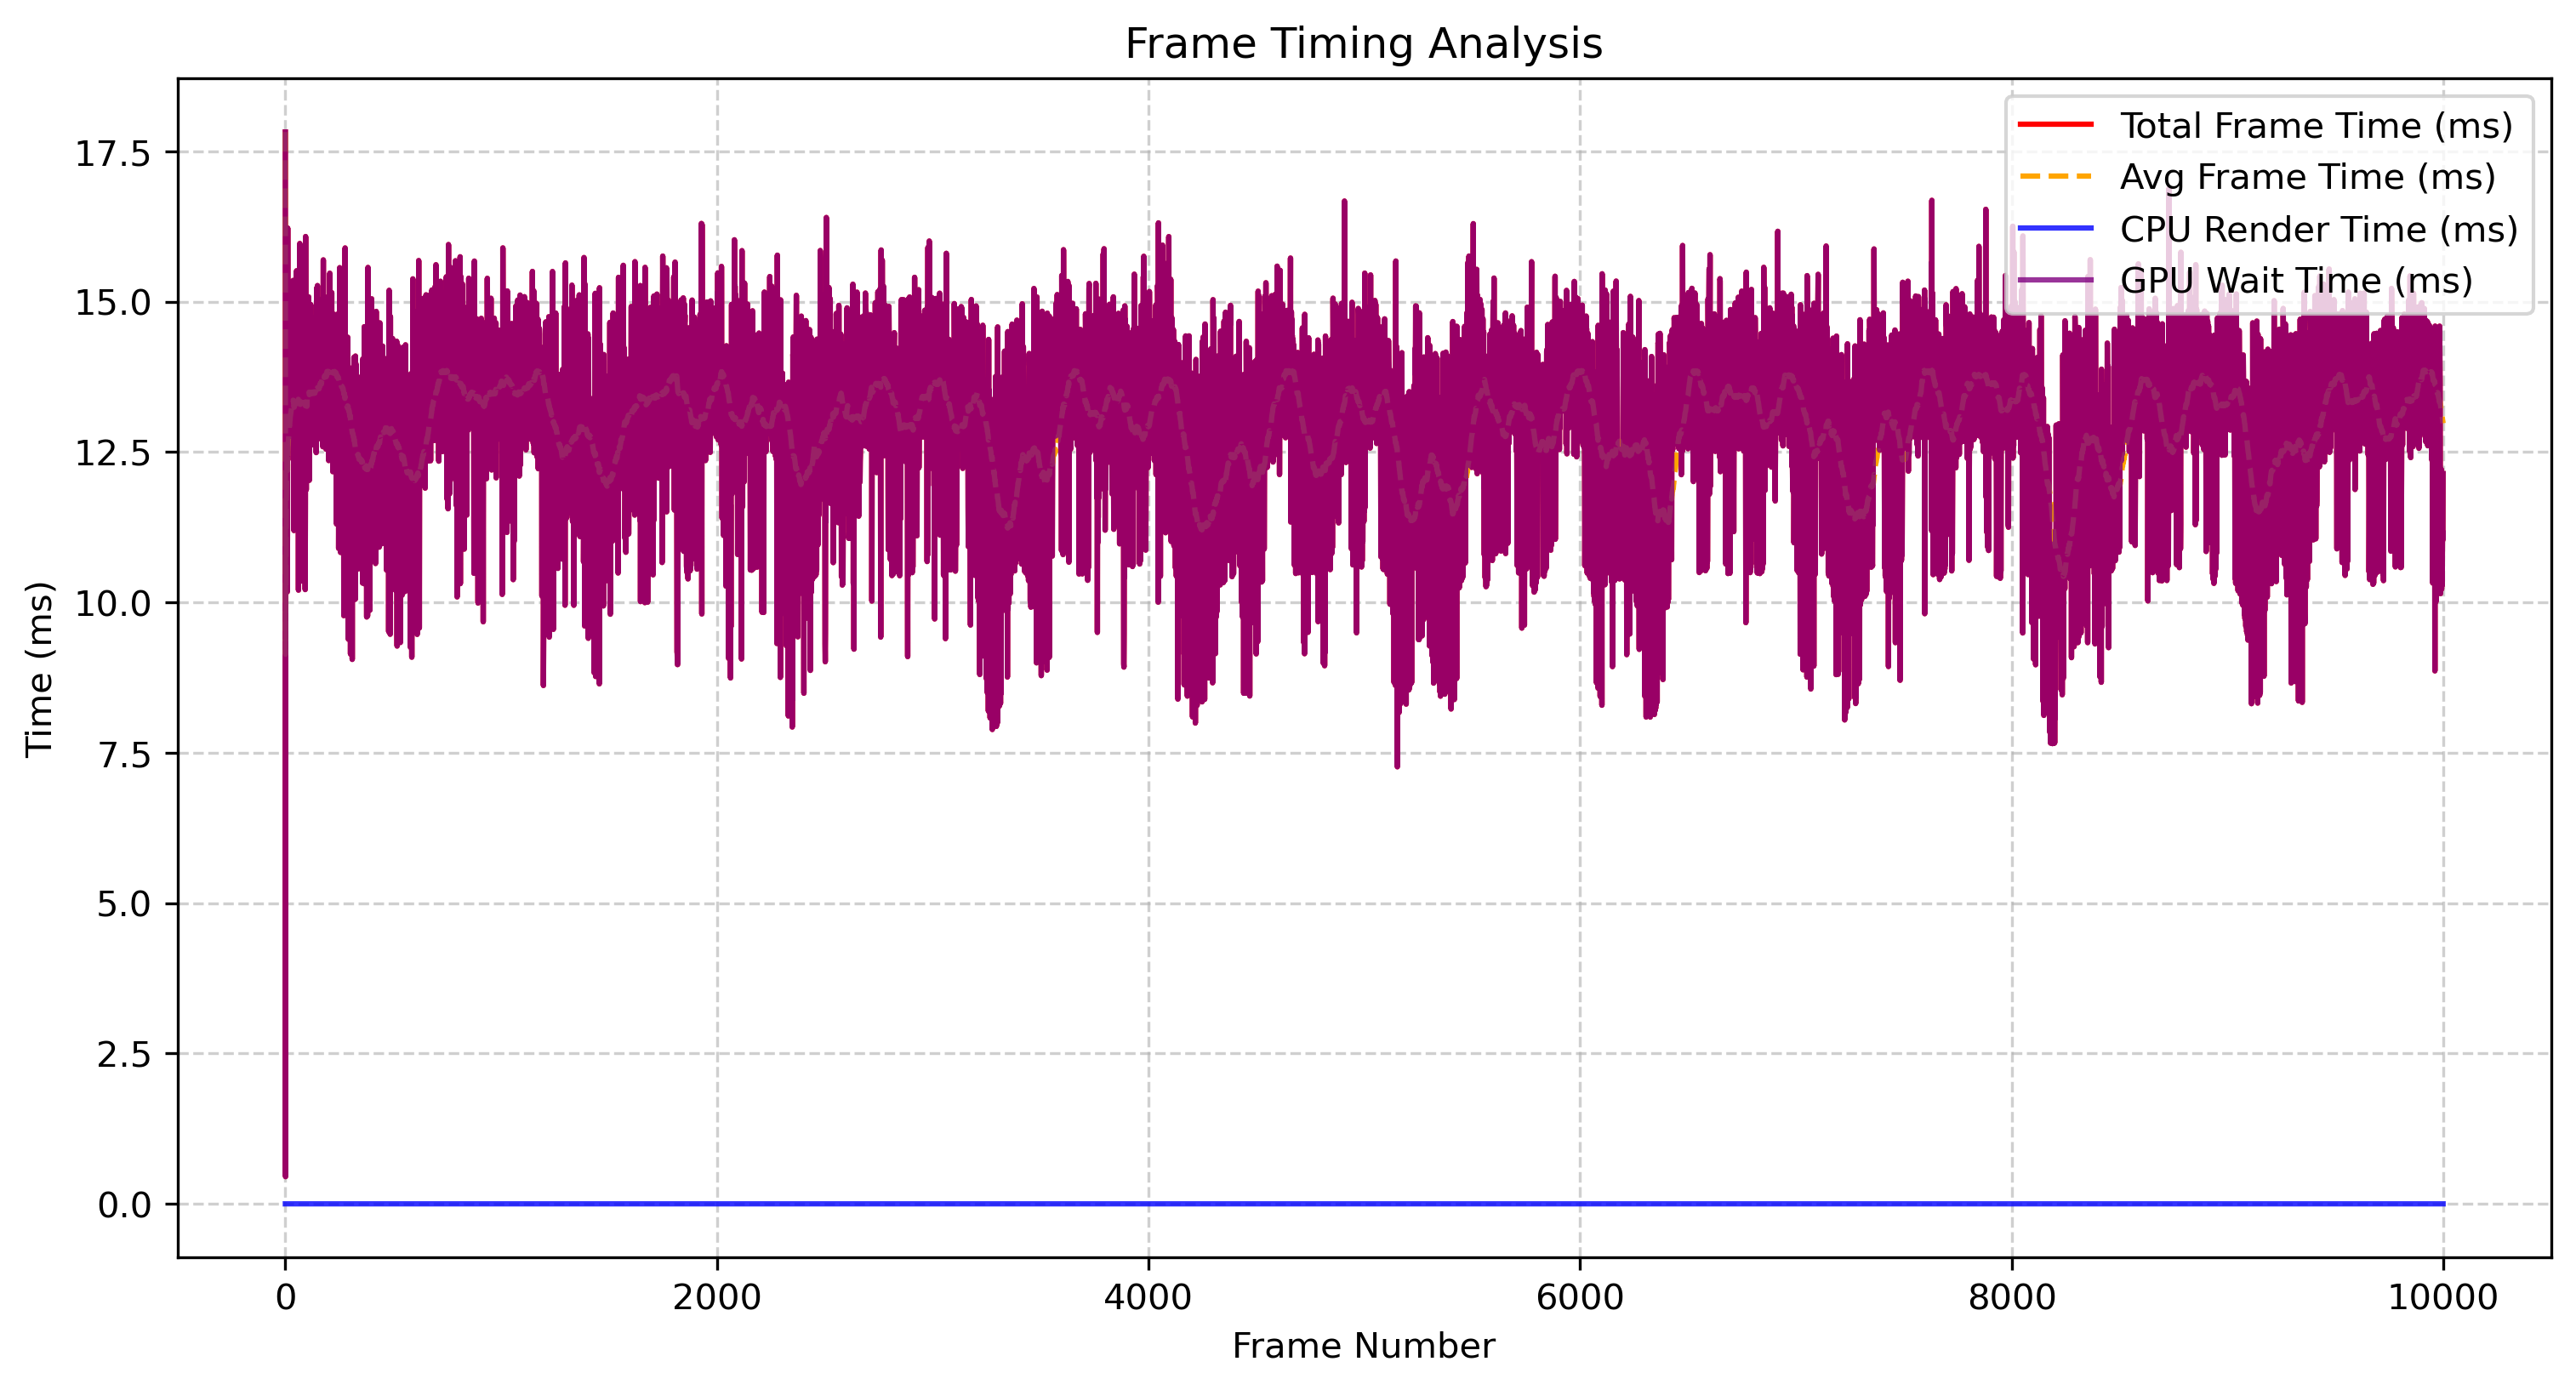 Frame Timing Analysis
Total Frame Time (ms)
Avg Frame Time (ms)
CPU Render Time (ms)
GPU Wait Time (ms)
Time (ms)
17.5
15.0
12.5
10.0
7.5
5.0
2.5
0.0
0 2000 4000 6000 8000 10000
Frame Number